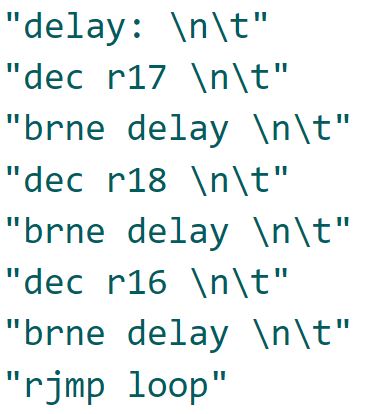 "delay: \n\t"
"dec r17 \n\t"
"brne delay \n\t"
"dec r18 \n\t"
"brne delay \n\t"
"dec r16 \n\t"
"brne delay \n\t"
"rjmp loop"